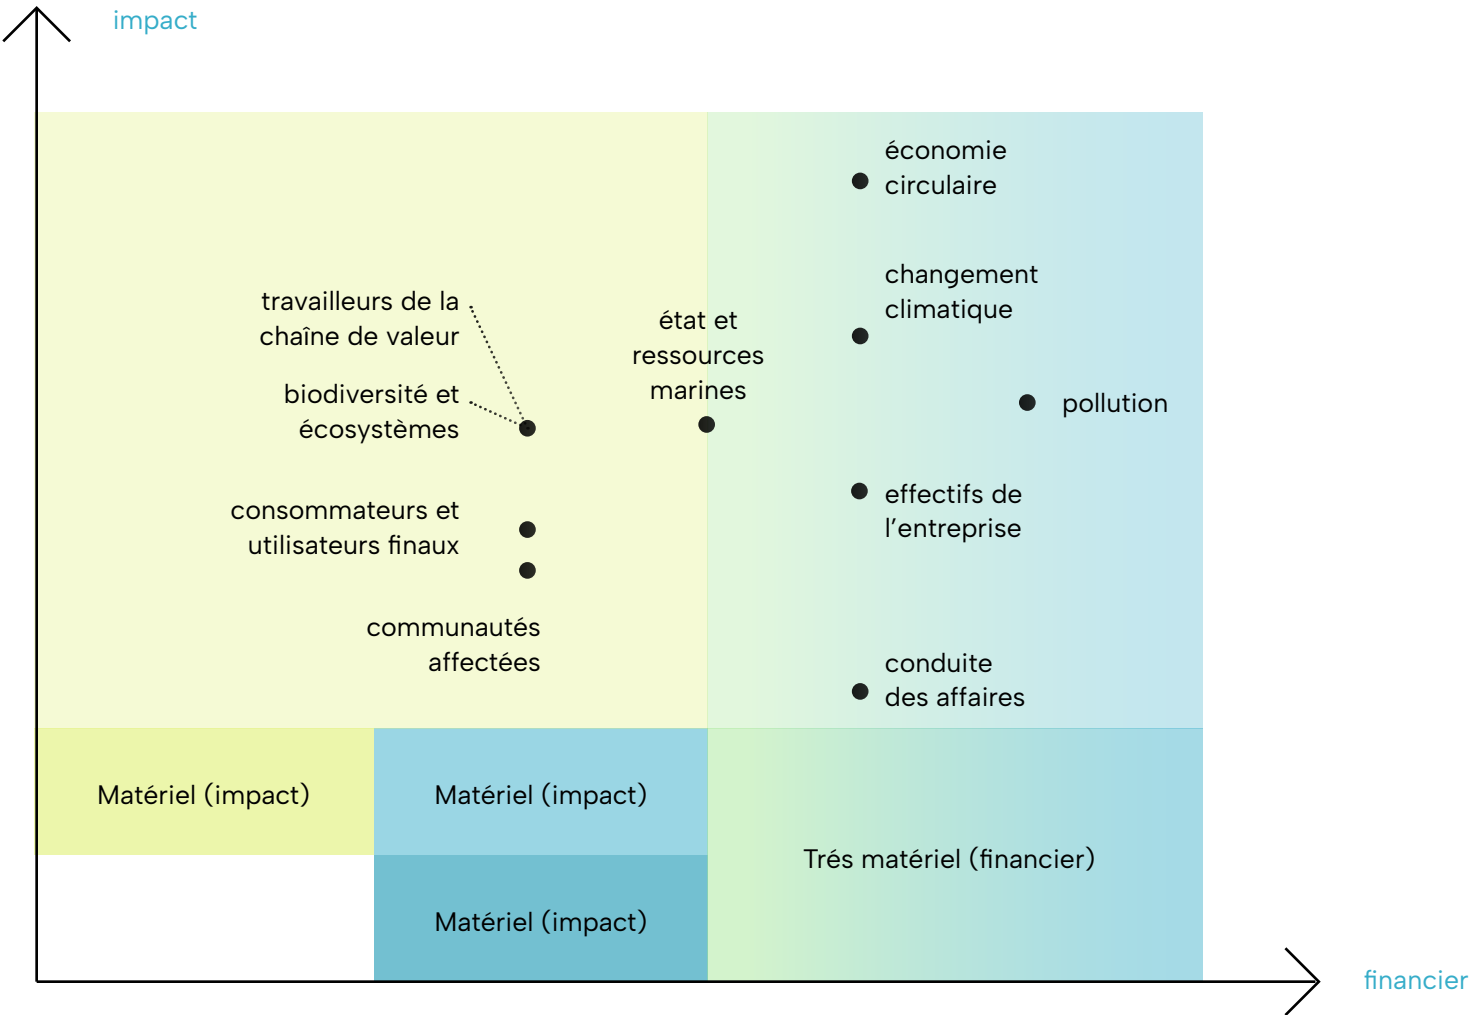 impact
économie
circulaire
changement
climatique
travailleurs de la
chaîne de valeur
état et
ressources
marines
biodiversité et
écosystèmes
pollution
consommateurs et
utilisateurs finaux
effectifs de
l'entreprise
communautés
affectées
conduite
des affaires
Matériel (impact)
Matériel (impact)
Trés matériel (financier)
Matériel (impact)
financier